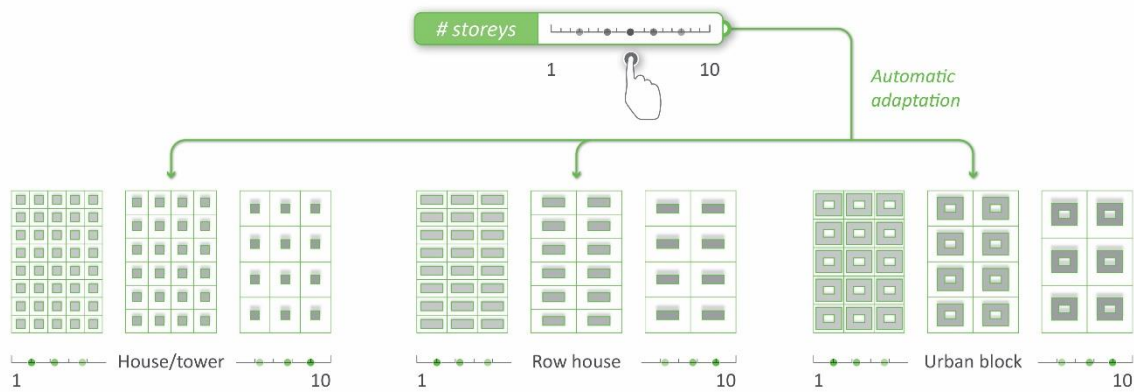 # storeys
1 10
Automatic
adaptation
House/tower
1 10
Row house
1 10
Urban block
1 10